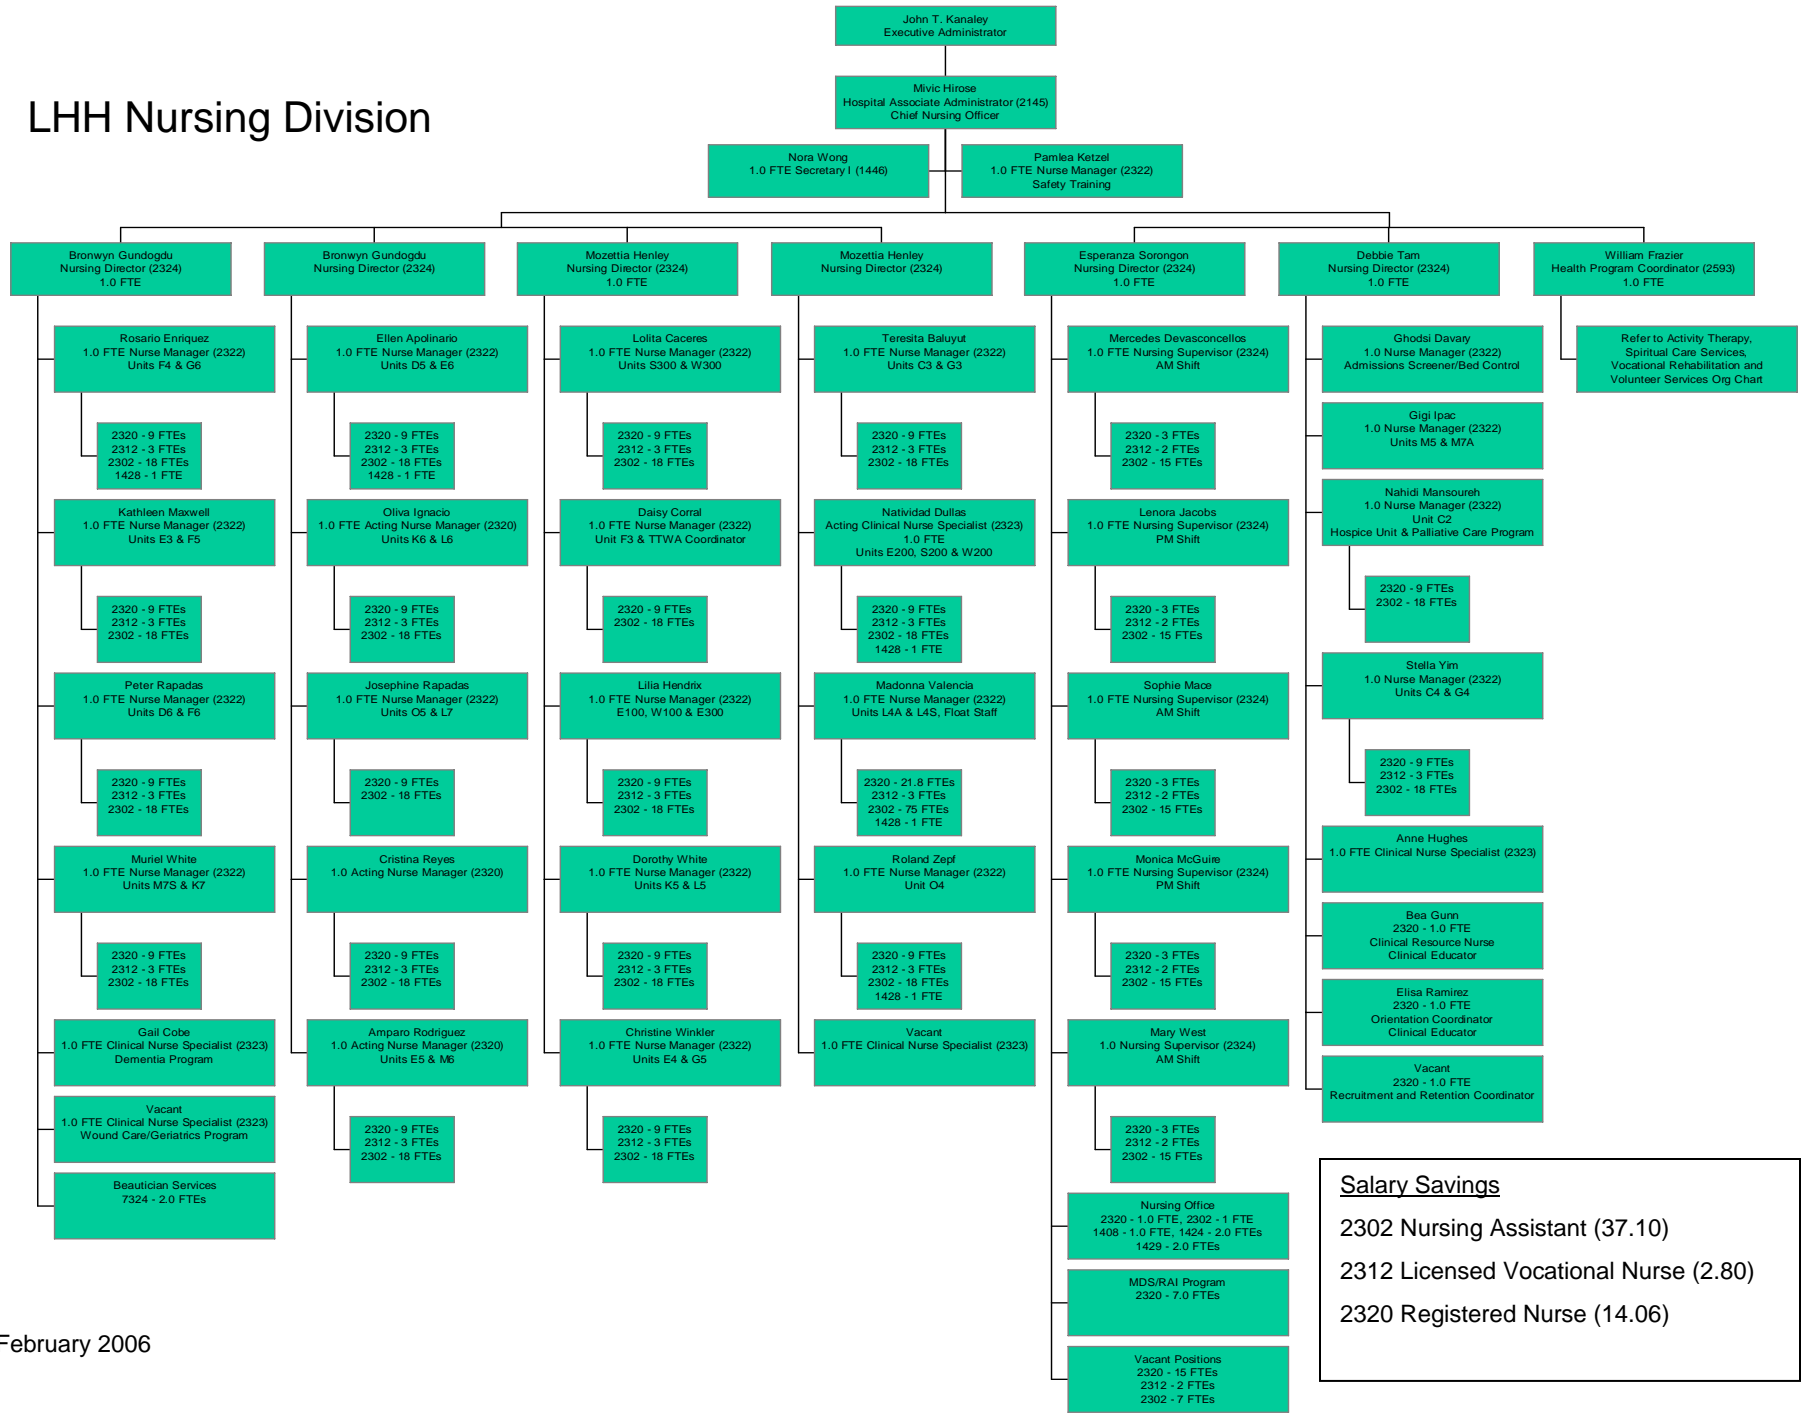 John T. Kanaley
Executive Administrator
Mivic Hirose
Hospital Associate Administrator (2145)
Chief Nursing Officer
LHH Nursing Division
Nora Wong
1.0 FTE Secretary I (1446)
Pamlea Ketzel
1.0 FTE Nurse Manager (2322)
Safety Training
Bronwyn Gundogdu
Nursing Director (2324)
1.0 FTE
Rosario Enriquez
1.0 FTE Nurse Manager (2322)
Units F4 & G6
2320 - 9 FTEs
2312 - 3 FTEs
2302 - 18 FTEs
1428 - 1 FTE
Kathleen Maxwell
1.0 FTE Nurse Manager (2322)
Units E3 & F5
2320 - 9 FTEs
2312 - 3 FTEs
2302 - 18 FTEs
Peter Rapadas
1.0 FTE Nurse Manager (2322)
Units D6 & F6
2320 - 9 FTEs
2312 - 3 FTEs
2302 - 18 FTEs
Muriel White
1.0 FTE Nurse Manager (2322)
Units M7S & K7
2320 - 9 FTEs
2312 - 3 FTEs
2302 - 18 FTEs
Gail Cobe
1.0 FTE Clinical Nurse Specialist (2323)
Dementia Program
Vacant
1.0 FTE Clinical Nurse Specialist (2323)
Wound Care/Geriatrics Program
Beautician Services
7324 - 2.0 FTEs
Bronwyn Gundogdu
Nursing Director (2324)
Ellen Apolinario
1.0 FTE Nurse Manager (2322)
Units D5 & E6
2320 - 9 FTEs
2312 - 3 FTEs
2302 - 18 FTEs
1428 - 1 FTE
Oliva Ignacio
1.0 FTE Acting Nurse Manager (2320)
Units K6 & L6
2320 - 9 FTEs
2312 - 3 FTEs
2302 - 18 FTEs
Josephine Rapadas
1.0 FTE Nurse Manager (2322)
Units O5 & L7
2320 - 9 FTEs
2302 - 18 FTEs
Cristina Reyes
1.0 Acting Nurse Manager (2320)
2320 - 9 FTEs
2312 - 3 FTEs
2302 - 18 FTEs
Amparo Rodriguez
1.0 Acting Nurse Manager (2320)
Units E5 & M6
2320 - 9 FTEs
2312 - 3 FTEs
2302 - 18 FTEs
Mozettia Henley
Nursing Director (2324)
1.0 FTE
Lolita Caceres
1.0 FTE Nurse Manager (2322)
Units S300 & W300
2320 - 9 FTEs
2312 - 3 FTEs
2302 - 18 FTEs
Daisy Corral
1.0 FTE Nurse Manager (2322)
Unit F3 & TTWA Coordinator
2320 - 9 FTEs
2302 - 18 FTEs
Lilia Hendrix
1.0 FTE Nurse Manager (2322)
E100, W100 & E300
2320 - 9 FTEs
2312 - 3 FTEs
2302 - 18 FTEs
Dorothy White
1.0 FTE Nurse Manager (2322)
Units K5 & L5
2320 - 9 FTEs
2312 - 3 FTEs
2302 - 18 FTEs
Christine Winkler
1.0 FTE Nurse Manager (2322)
Units E4 & G5
2320 - 9 FTEs
2312 - 3 FTEs
2302 - 18 FTEs
Mozettia Henley
Nursing Director (2324)
Teresita Baluyut
1.0 FTE Nurse Manager (2322)
Units C3 & G3
2320 - 9 FTEs
2312 - 3 FTEs
2302 - 18 FTEs
Natividad Dullas
Acting Clinical Nurse Specialist (2323)
1.0 FTE
Units E200, S200 & W200
2320 - 9 FTEs
2312 - 3 FTEs
2302 - 18 FTEs
1428 - 1 FTE
Madonna Valencia
1.0 FTE Nurse Manager (2322)
Units L4A & L4S, Float Staff
2320 - 21.8 FTEs
2312 - 3 FTEs
2302 - 75 FTEs
1428 - 1 FTE
Roland Zepf
1.0 FTE Nurse Manager (2322)
Unit O4
2320 - 9 FTEs
2312 - 3 FTEs
2302 - 18 FTEs
1428 - 1 FTE
Vacant
1.0 FTE Clinical Nurse Specialist (2323)
Esperanza Sorongon
Nursing Director (2324)
1.0 FTE
Mercedes Devasconcellos
1.0 FTE Nursing Supervisor (2324)
AM Shift
2320 - 3 FTEs
2312 - 2 FTEs
2302 - 15 FTEs
Lenora Jacobs
1.0 FTE Nursing Supervisor (2324)
PM Shift
2320 - 3 FTEs
2312 - 2 FTEs
2302 - 15 FTEs
Sophie Mace
1.0 FTE Nursing Supervisor (2324)
AM Shift
2320 - 3 FTEs
2312 - 2 FTEs
2302 - 15 FTEs
Monica McGuire
1.0 FTE Nursing Supervisor (2324)
PM Shift
2320 - 3 FTEs
2312 - 2 FTEs
2302 - 15 FTEs
Mary West
1.0 Nursing Supervisor (2324)
AM Shift
2320 - 3 FTEs
2312 - 2 FTEs
2302 - 15 FTEs
Nursing Office
2320 - 1.0 FTE, 2302 - 1 FTE
1408 - 1.0 FTE, 1424 - 2.0 FTEs
1429 - 2.0 FTEs
MDS/RAI Program
2320 - 7.0 FTEs
Vacant Positions
2320 - 15 FTEs
2312 - 2 FTEs
2302 - 7 FTEs
Debbie Tam
Nursing Director (2324)
1.0 FTE
Ghodsi Davary
1.0 Nurse Manager (2322)
Admissions Screener/Bed Control
Gigi Ipac
1.0 Nurse Manager (2322)
Units M5 & M7A
Nahidi Mansoureh
1.0 Nurse Manager (2322)
Unit C2
Hospice Unit & Palliative Care Program
2320 - 9 FTEs
2302 - 18 FTEs
Stella Yim
1.0 Nurse Manager (2322)
Units C4 & G4
2320 - 9 FTEs
2312 - 3 FTEs
2302 - 18 FTEs
Anne Hughes
1.0 FTE Clinical Nurse Specialist (2323)
Bea Gunn
2320 - 1.0 FTE
Clinical Resource Nurse
Clinical Educator
Elisa Ramirez
2320 - 1.0 FTE
Orientation Coordinator
Clinical Educator
Vacant
2320 - 1.0 FTE
Recruitment and Retention Coordinator
William Frazier
Health Program Coordinator (2593)
1.0 FTE
Refer to Activity Therapy,
Spiritual Care Services,
Vocational Rehabilitation and
Volunteer Services Org Chart
Salary Savings
2302 Nursing Assistant (37.10)
2312 Licensed Vocational Nurse (2.80)
2320 Registered Nurse (14.06)
February 2006